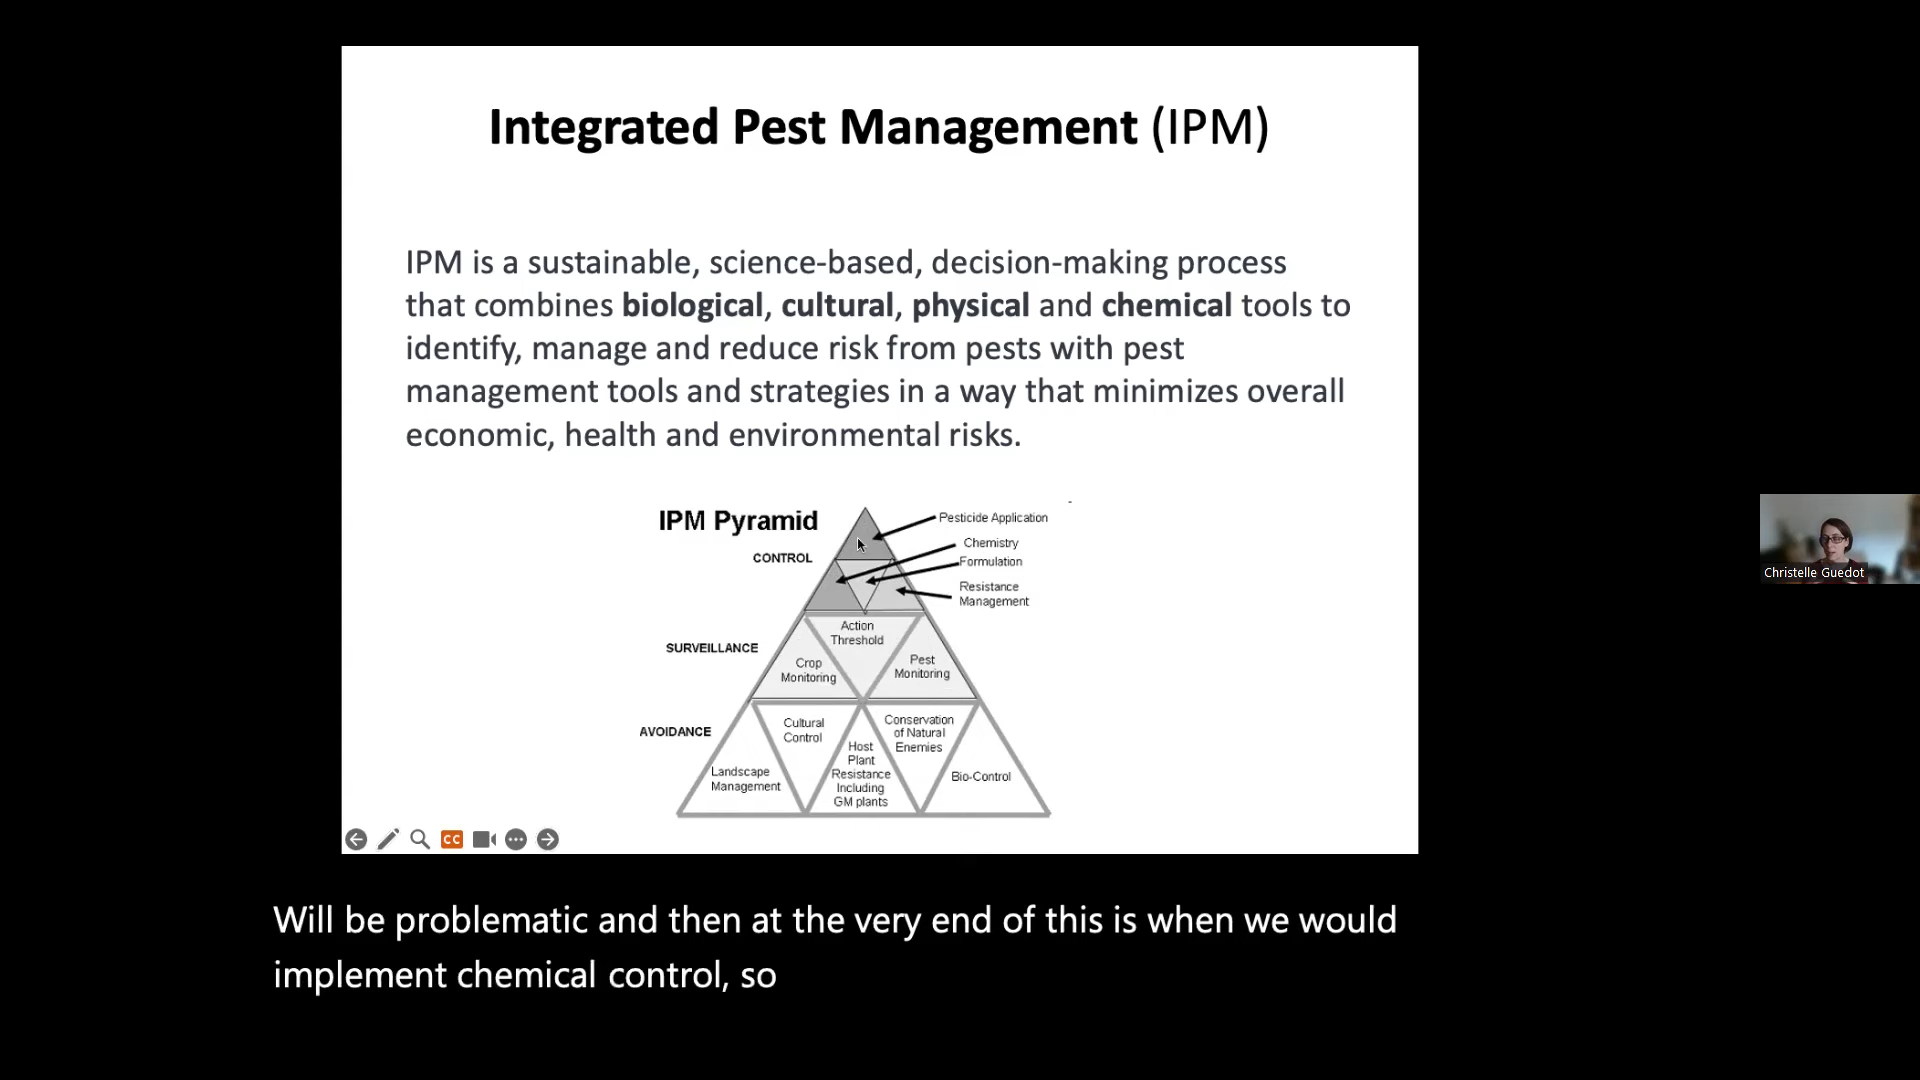 Integrated Pest Management (IPM)
IPM is a sustainable, science-based, decision-making process
that combines biological, cultural, physical and chemical tools to
identify, manage and reduce risk from pests with pest
management tools and strategies in a way that minimizes overall
economic, health and environmental risks.
IPM Pyramid
Pesticide Application
Chemistry
CONTROL
Formulation
Resistance
Management
Action
Threshold
SURVEILLANCE
Crop
Monitoring
Pest
Monitoring
AVOIDANCE
Cultural
Control
Conservation
of Natural
Enemies
Host
Plant
Resistance
Including
GM plants
Landscape
Management
Bio-Control
CC
Christelle Guedot
Will be problematic and then at the very end of this is when we would
implement chemical control, so